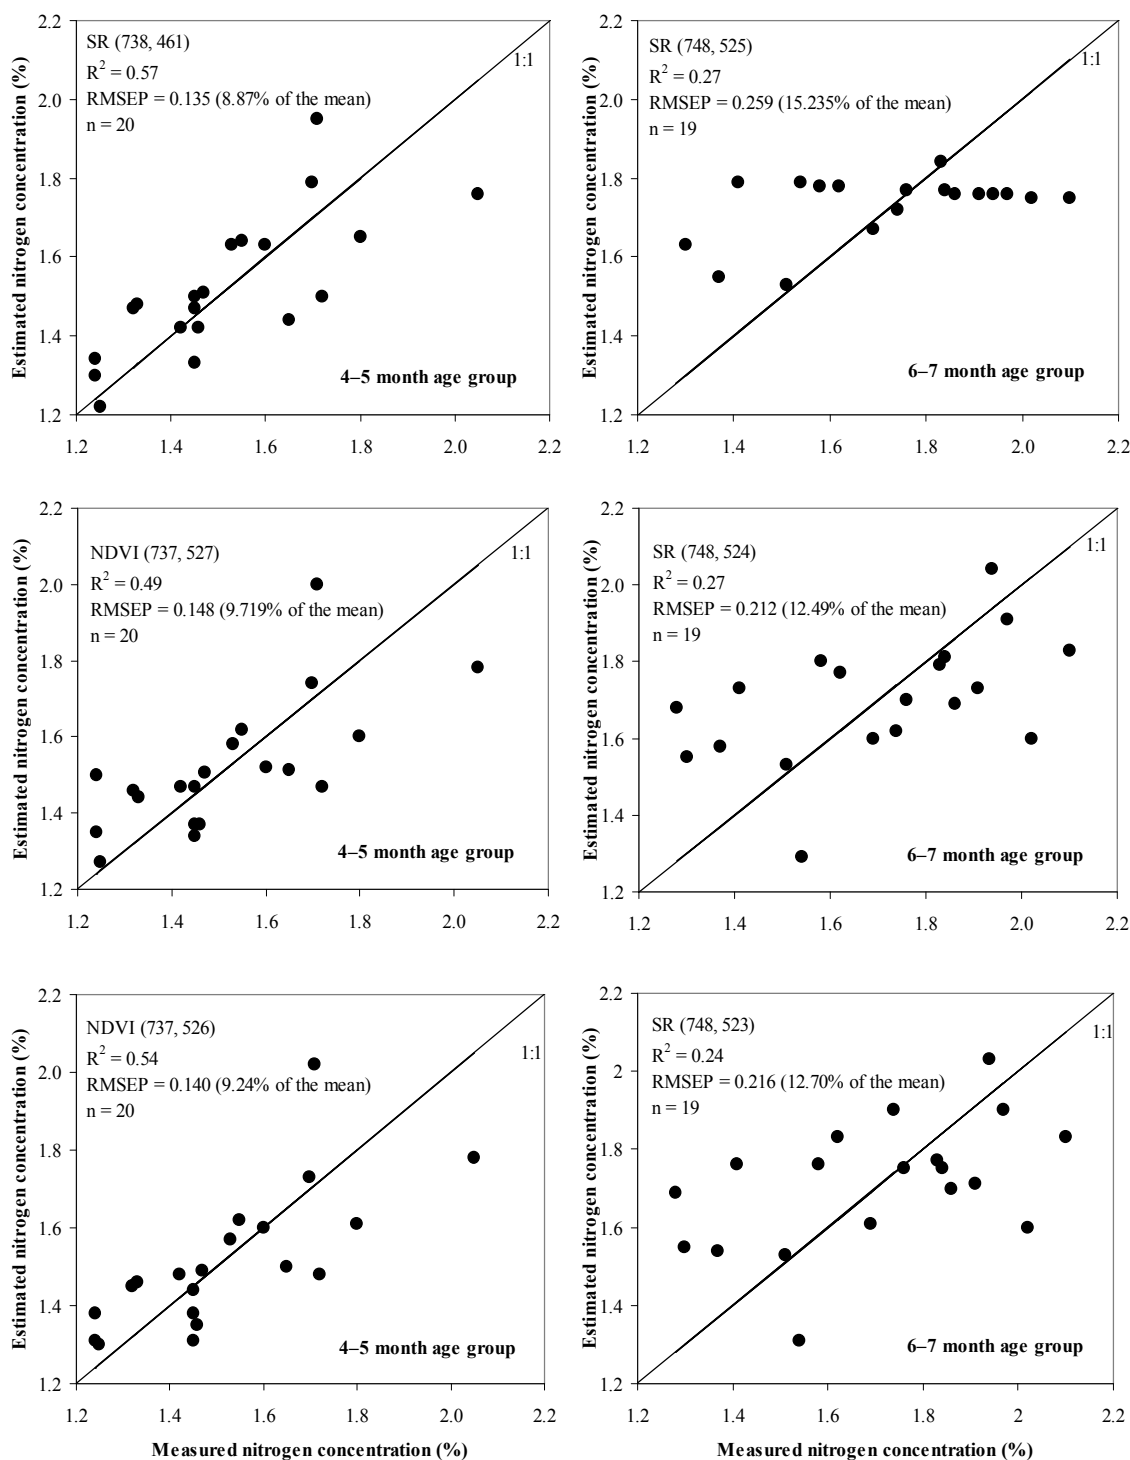 Estimated nitrogen concentration (%)
2.2
2.0
1.8
1.6
1.4
1.2
SR (738, 461)
R² = 0.57
RMSEP = 0.135 (8.87% of the mean)
n = 20
1:1
4–5 month age group
1.2 1.4 1.6 1.8 2.0 2.2
Estimated nitrogen concentration (%)
2.2
2.0
1.8
1.6
1.4
1.2
SR (748, 525)
R² = 0.27
RMSEP = 0.259 (15.235% of the mean)
n = 19
1:1
6–7 month age group
1.2 1.4 1.6 1.8 2.0 2.2
Estimated nitrogen concentration (%)
2.2
2.0
1.8
1.6
1.4
1.2
NDVI (737, 527)
R² = 0.49
RMSEP = 0.148 (9.719% of the mean)
n = 20
1:1
4–5 month age group
1.2 1.4 1.6 1.8 2.0 2.2
Estimated nitrogen concentration (%)
2.2
2.0
1.8
1.6
1.4
1.2
SR (748, 524)
R² = 0.27
RMSEP = 0.212 (12.49% of the mean)
n = 19
1:1
6–7 month age group
1.2 1.4 1.6 1.8 2.0 2.2
Estimated nitrogen concentration (%)
2.2
2.0
1.8
1.6
1.4
1.2
NDVI (737, 526)
R² = 0.54
RMSEP = 0.140 (9.24% of the mean)
n = 20
1:1
4–5 month age group
1.2 1.4 1.6 1.8 2.0 2.2
Measured nitrogen concentration (%)
Estimated nitrogen concentration (%)
2.2
2
1.8
1.6
1.4
1.2
SR (748, 523)
R² = 0.24
RMSEP = 0.216 (12.70% of the mean)
n = 19
1:1
6–7 month age group
1.2 1.4 1.6 1.8 2 2.2
Measured nitrogen concentration (%)